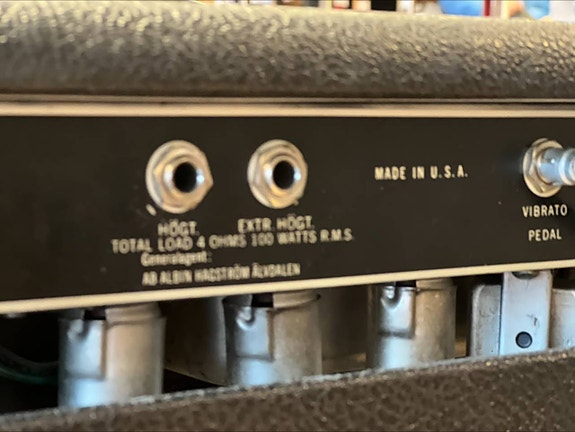 HÖGT. EXTR. HÖGT.
TOTAL LOAD 4 OHMS 100 WATTS R.M.S.
Generalagent:
AB ALBIN HAGSTRÖM ÄLVDALEN
MADE IN U.S.A.
VIBRATO
PEDAL